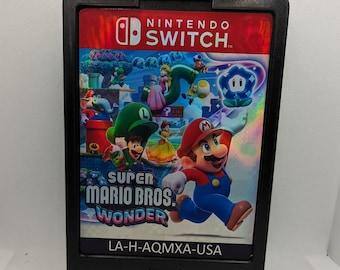 NINTENDO
SWITCH
SUPER
MARIO BROS.
WONDER
LA-H-AQMXA-USA